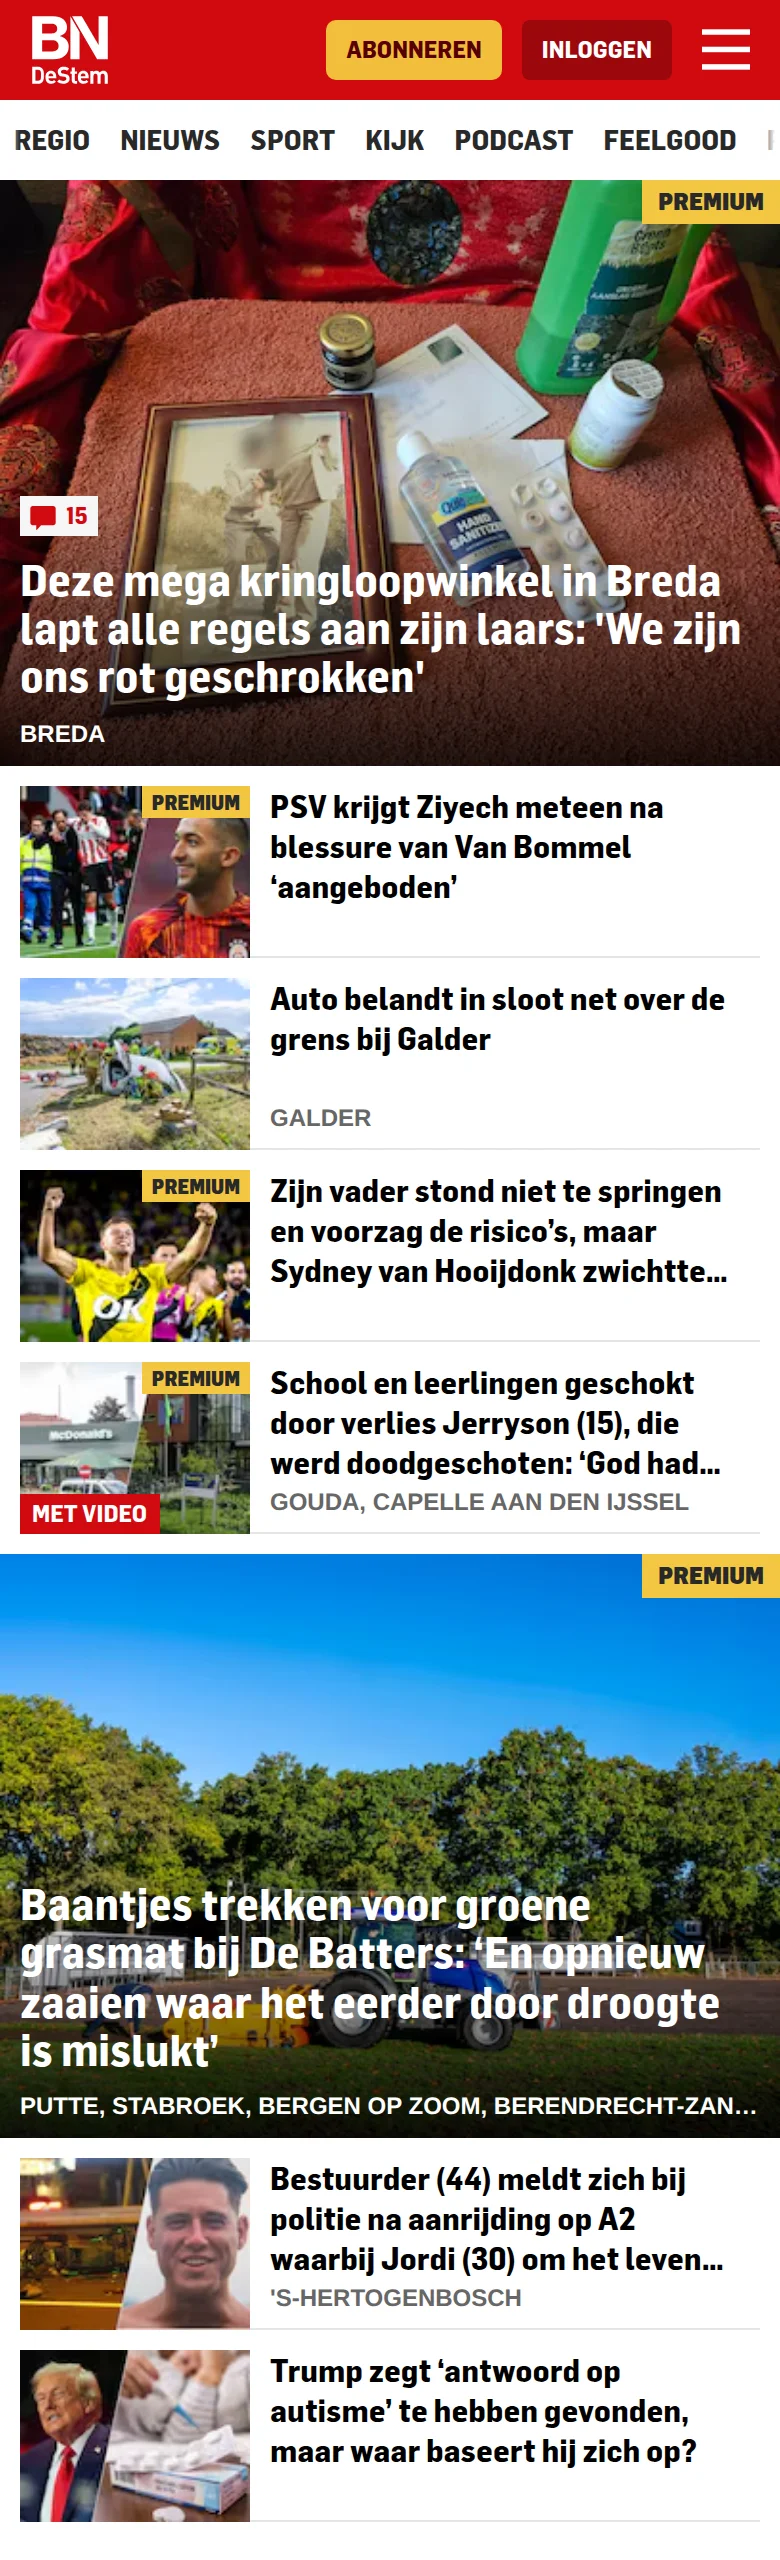 BN
DeStem
ABONNEREN
INLOGGEN
REGIO NIEUWS SPORT KIJK PODCAST FEELGOOD
PREMIUM
HAND
15
Deze mega kringloopwinkel in Breda
lapt alle regels aan zijn laars: 'We zijn
ons rot geschrokken'
BREDA
PREMIUM
PSV krijgt Ziyech meteen na
blessure van Van Bommel
‘aangeboden’
Auto belandt in sloot net over de
grens bij Galder
GALDER
PREMIUM
OK
Zijn vader stond niet te springen
en voorzag de risico’s, maar
Sydney van Hooijdonk zwichtte...
PREMIUM
McDonald's
MET VIDEO
School en leerlingen geschokt
door verlies Jerryson (15), die
werd doodgeschoten: ‘God had...
GOUDA, CAPELLE AAN DEN IJSSEL
PREMIUM
Baantjes trekken voor groene
grasmat bij De Batters: ‘En opnieuw
zaaien waar het eerder door droogte
is mislukt’
PUTTE, STABROEK, BERGEN OP ZOOM, BERENDRECHT-ZAN...
Bestuurder (44) meldt zich bij
politie na aanrijding op A2
waarbij Jordi (30) om het leven...
'S-HERTOGENBOSCH
Trump zegt ‘antwoord op
autisme’ te hebben gevonden,
maar waar baseert hij zich op?